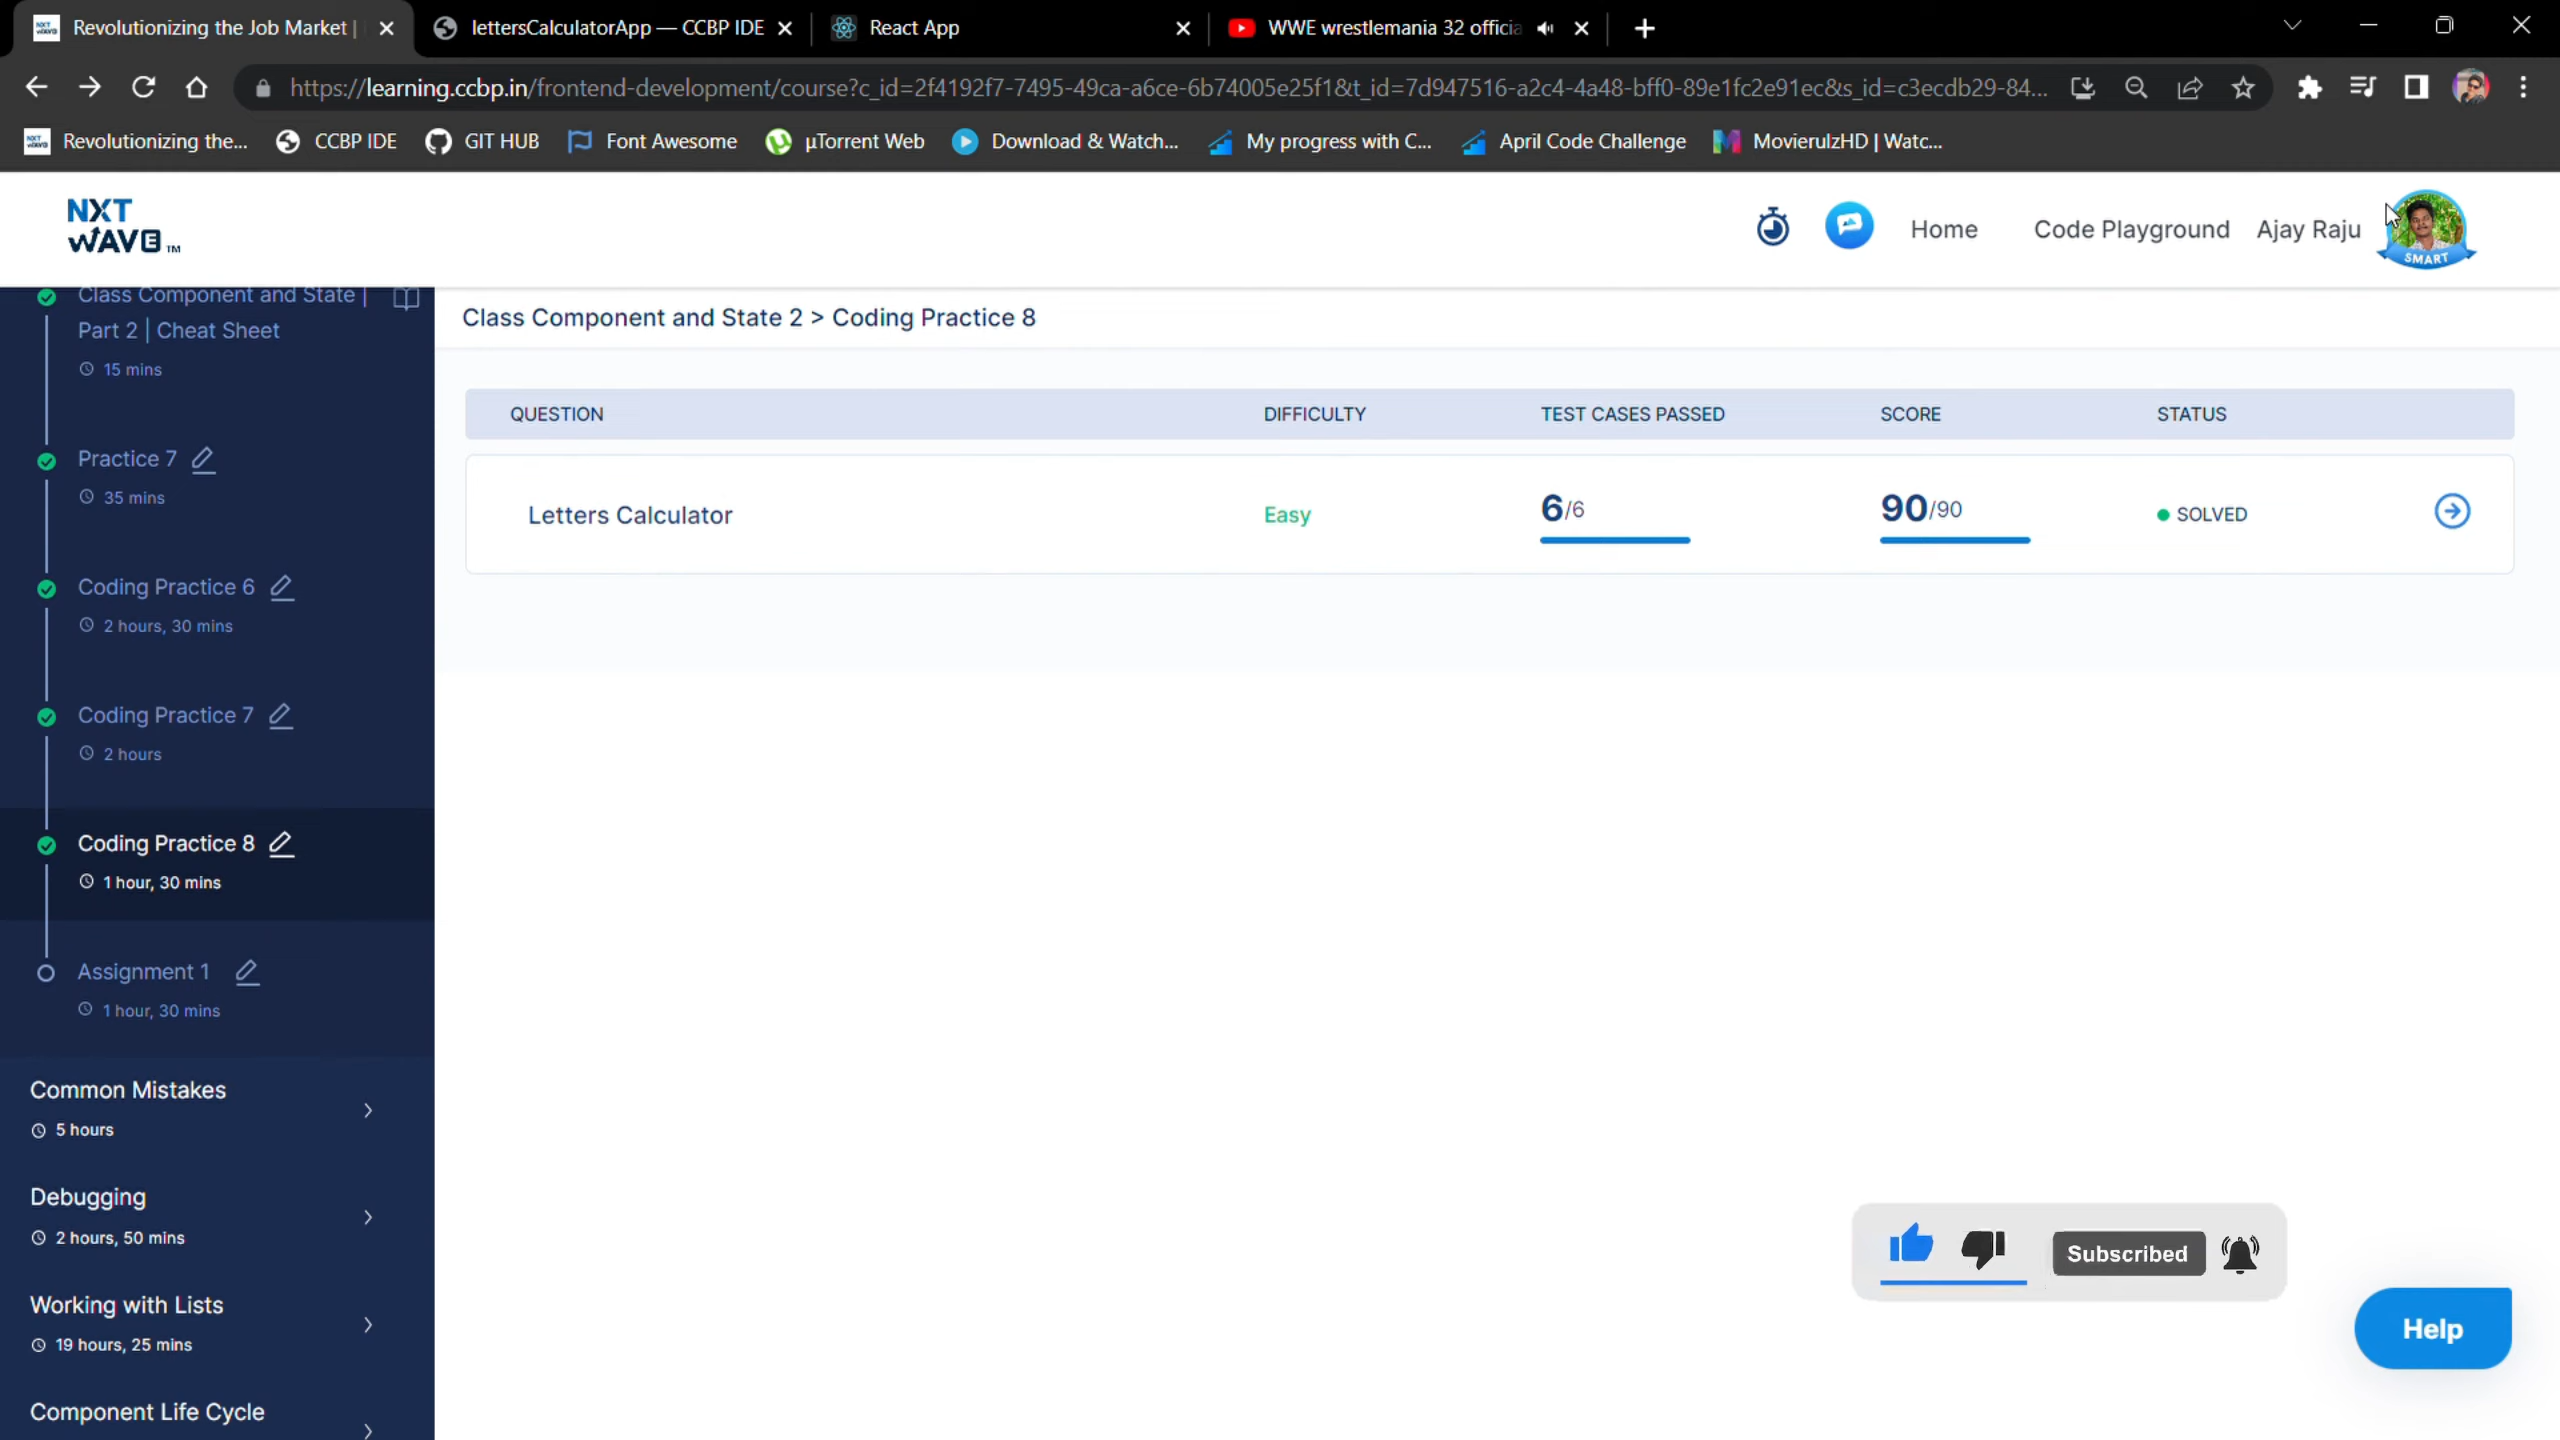 Revolutionizing the Job Market |
lettersCalculatorApp — CCBP IDE
React App
WWE wrestlemania 32 officia
https://learning.ccbp.in/frontend-development/course?c_id=2f4192f7-7495-49ca-a6ce-6b74005e25f1&t_id=7d947516-a2c4-4a48-bff0-89e1fc2e91ec&s_id=c3ecdb29-84...
Revolutionizing the...
CCBP IDE
GIT HUB
Font Awesome
µTorrent Web
Download & Watch...
My progress with C...
April Code Challenge
MovierulzHD | Watc...
NXT
WAVE TM
Home
Code Playground
Ajay Raju
SMART
Class Component and State |
Part 2 | Cheat Sheet
15 mins
Practice 7
35 mins
Coding Practice 6
2 hours, 30 mins
Coding Practice 7
2 hours
Coding Practice 8
1 hour, 30 mins
Assignment 1
1 hour, 30 mins
Common Mistakes
5 hours
Debugging
2 hours, 50 mins
Working with Lists
19 hours, 25 mins
Component Life Cycle
Class Component and State 2 > Coding Practice 8
QUESTION DIFFICULTY TEST CASES PASSED SCORE STATUS
Letters Calculator Easy 6/6 90/90 SOLVED
Subscribed
Help